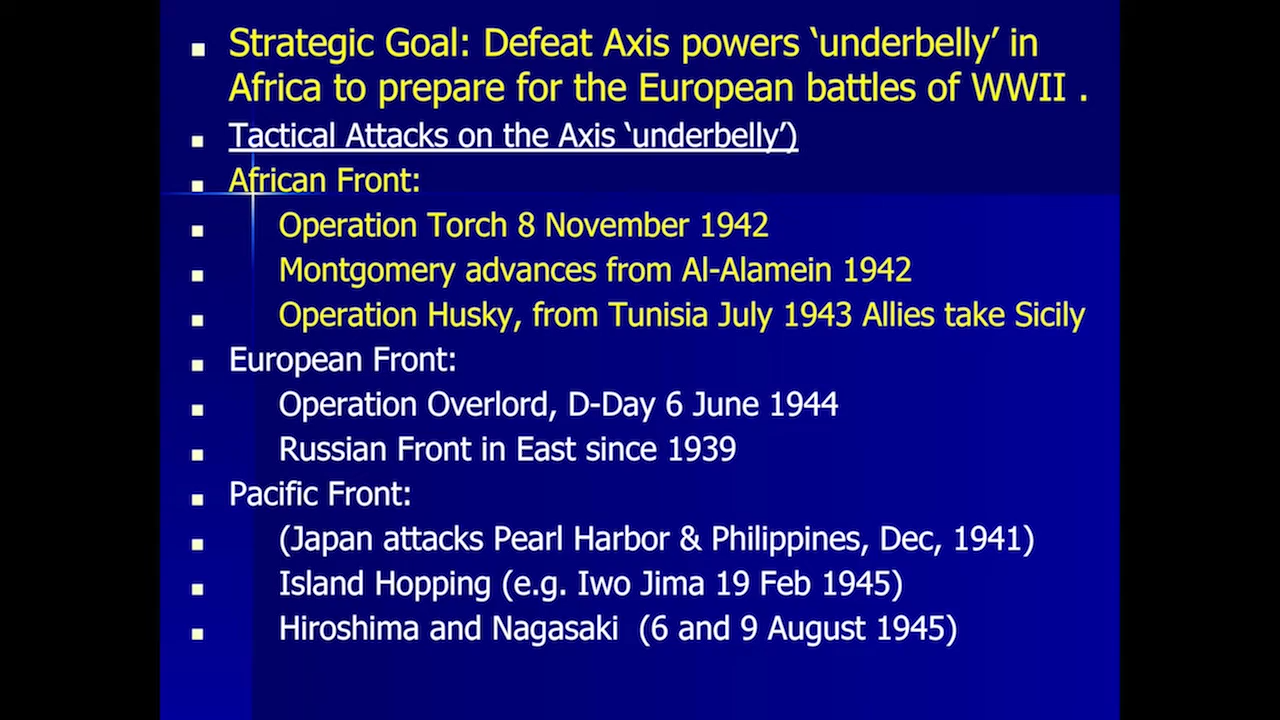 Strategic Goal: Defeat Axis powers ‘underbelly’ in
Africa to prepare for the European battles of WWII .
Tactical Attacks on the Axis ‘underbelly’)
African Front:
Operation Torch 8 November 1942
Montgomery advances from Al-Alamein 1942
Operation Husky, from Tunisia July 1943 Allies take Sicily
European Front:
Operation Overlord, D-Day 6 June 1944
Russian Front in East since 1939
Pacific Front:
(Japan attacks Pearl Harbor & Philippines, Dec, 1941)
Island Hopping (e.g. Iwo Jima 19 Feb 1945)
Hiroshima and Nagasaki  (6 and 9 August 1945)